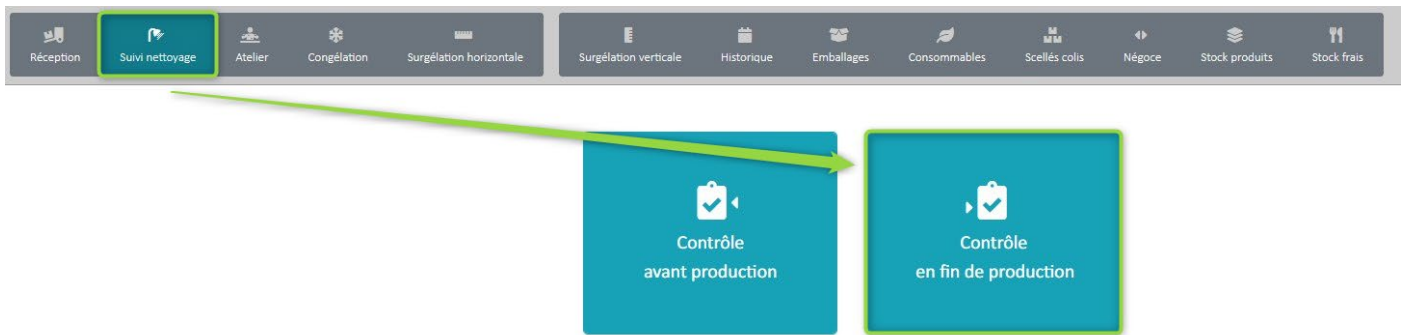 Réception
Suivi nettoyage
Atelier
Congélation
Surgélation horizontale
Surgélation verticale
Historique
Emballages
Consommables
Scellés colis
Négoce
Stock produits
Stock frais
Contrôle
avant production
Contrôle
en fin de production